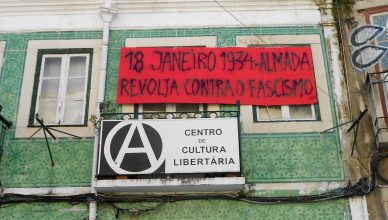 18 JANEIRO 1934-ALMADA
REVOLTA CONTRA O FASCISMO
A
CENTRO
DE
CULTURA
LIBERTÁRIA